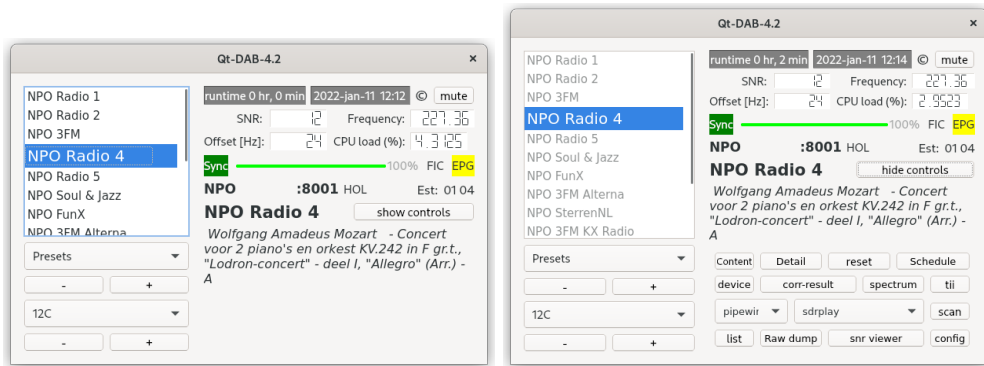 Qt-DAB-4.2
×
NPO Radio 1
NPO Radio 2
NPO 3FM
NPO Radio 4
NPO Radio 5
NPO Soul & Jazz
NPO FunX
NPO 3FM Alterna
Presets
- +
12C
- +
runtime 0 hr, 0 min 2022-jan-11 12:12 © mute
SNR: 12 Frequency: 227.36
Offset [Hz]: 24 CPU load (%): 4.3125
Sync 100% FIC EPG
NPO :8001 HOL Est: 01 04
NPO Radio 4 show controls
Wolfgang Amadeus Mozart - Concert
voor 2 piano's en orkest KV.242 in F gr.t.,
"Lodron-concert" - deel I, "Allegro" (Arr.) -
A
Qt-DAB-4.2
×
NPO Radio 1
NPO Radio 2
NPO 3FM
NPO Radio 4
NPO Radio 5
NPO Soul & Jazz
NPO FunX
NPO 3FM Alterna
NPO SterrenNL
NPO 3FM KX Radio
Presets
- +
12C
- +
runtime 0 hr, 2 min 2022-jan-11 12:14 © mute
SNR: 12 Frequency: 227.36
Offset [Hz]: 24 CPU load (%): 2.9523
Sync 100% FIC EPG
NPO :8001 HOL Est: 01 04
NPO Radio 4 hide controls
Wolfgang Amadeus Mozart - Concert
voor 2 piano's en orkest KV.242 in F gr.t.,
"Lodron-concert" - deel I, "Allegro" (Arr.) -
A
Content Detail reset Schedule
device corr-result spectrum tii
pipewir sdrplay scan
list Raw dump snr viewer config